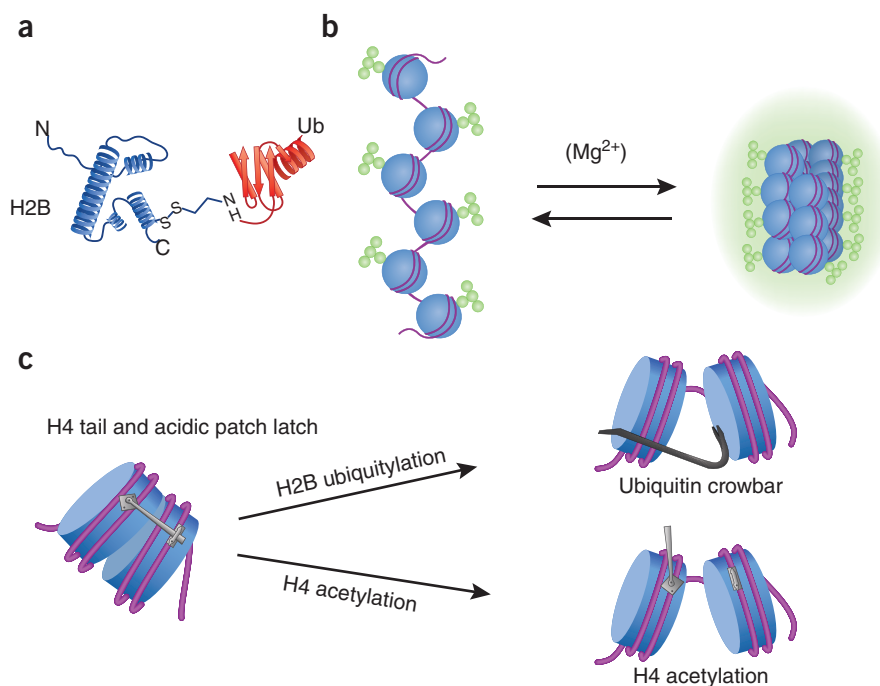 a
b
N
Ub
H2B
S
S
N
H
C
(Mg2+)
c
H4 tail and acidic patch latch
H2B ubiquitylation
Ubiquitin crowbar
H4 acetylation
H4 acetylation